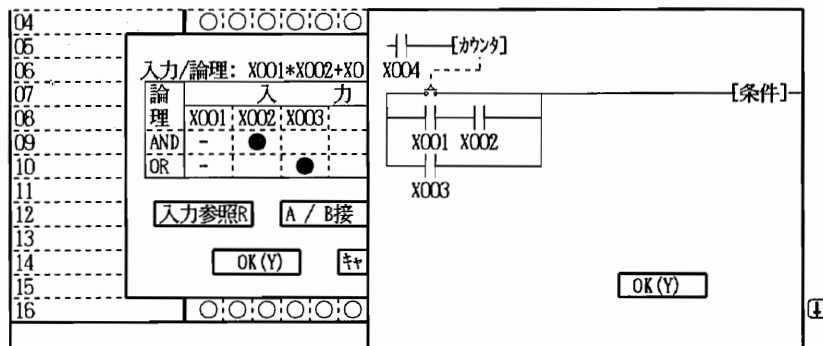 04
05
06
07
08
09
10
11
12
13
14
15
16
入力/論理: X001*X002+X0
論理 入 力
X001 X002 X003
AND - ●
OR - ●
入力参照R A / B接
OK(Y) キャ
[カウンタ]
X004
[条件]
X001 X002
X003
OK(Y)